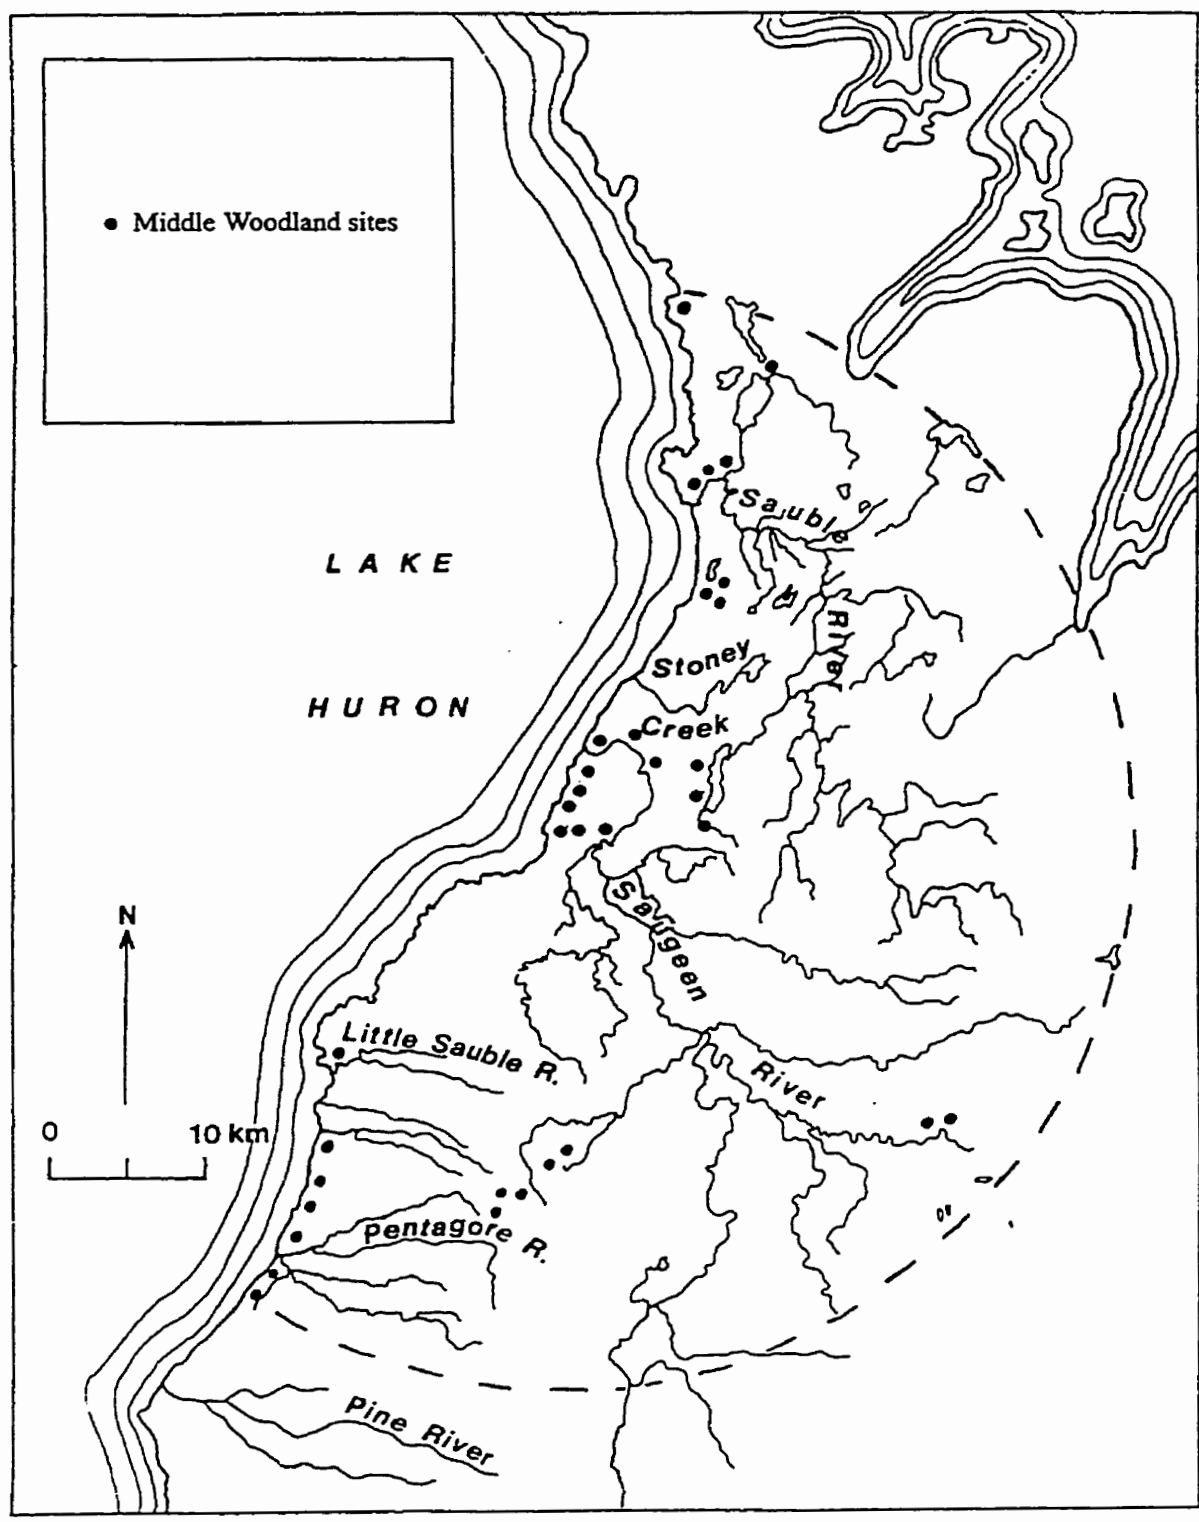 Middle Woodland sites
LAKE
HURON
Sauble
River
Stoney
Creek
Saugeen
River
N
0 10 km
Little Sauble R.
Pentagore R.
Pine River